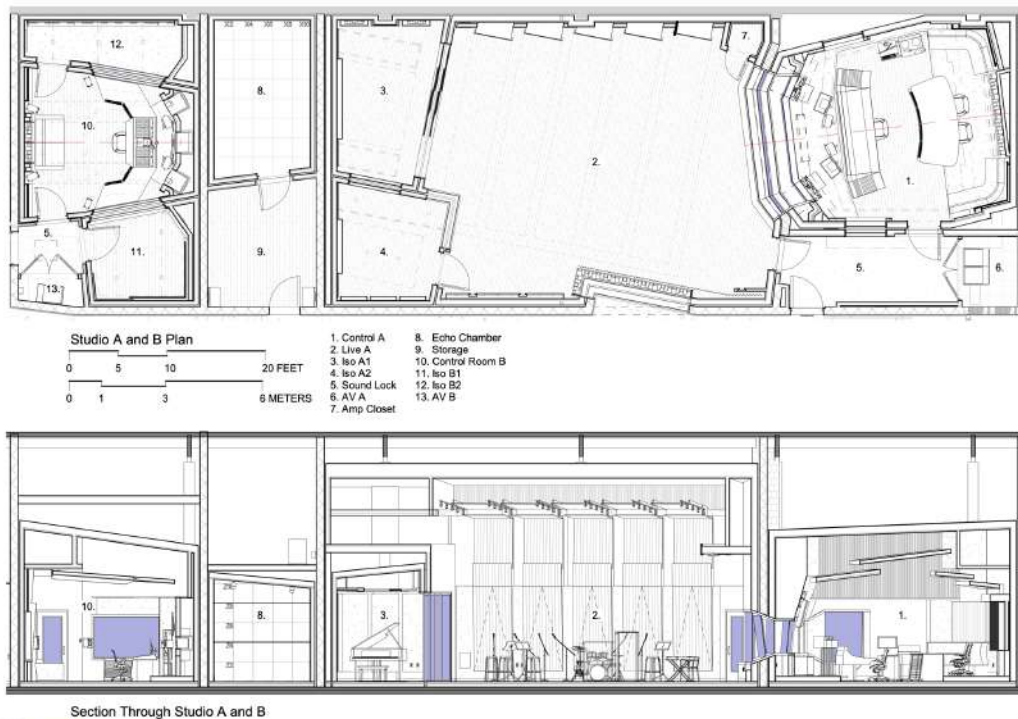 12.
7.
3.
8.
10.
2.
1.
5.
11.
4.
9.
5.
6.
13.
Studio A and B Plan
0 5 10 20 FEET
0 1 3 6 METERS
1. Control A
2. Live A
3. Iso A1
4. Iso A2
5. Sound Lock
6. AV A
7. Amp Closet
8. Echo Chamber
9. Storage
10. Control Room B
11. Iso B1
12. Iso B2
13. AV B
10.
8.
3.
2.
1.
Section Through Studio A and B